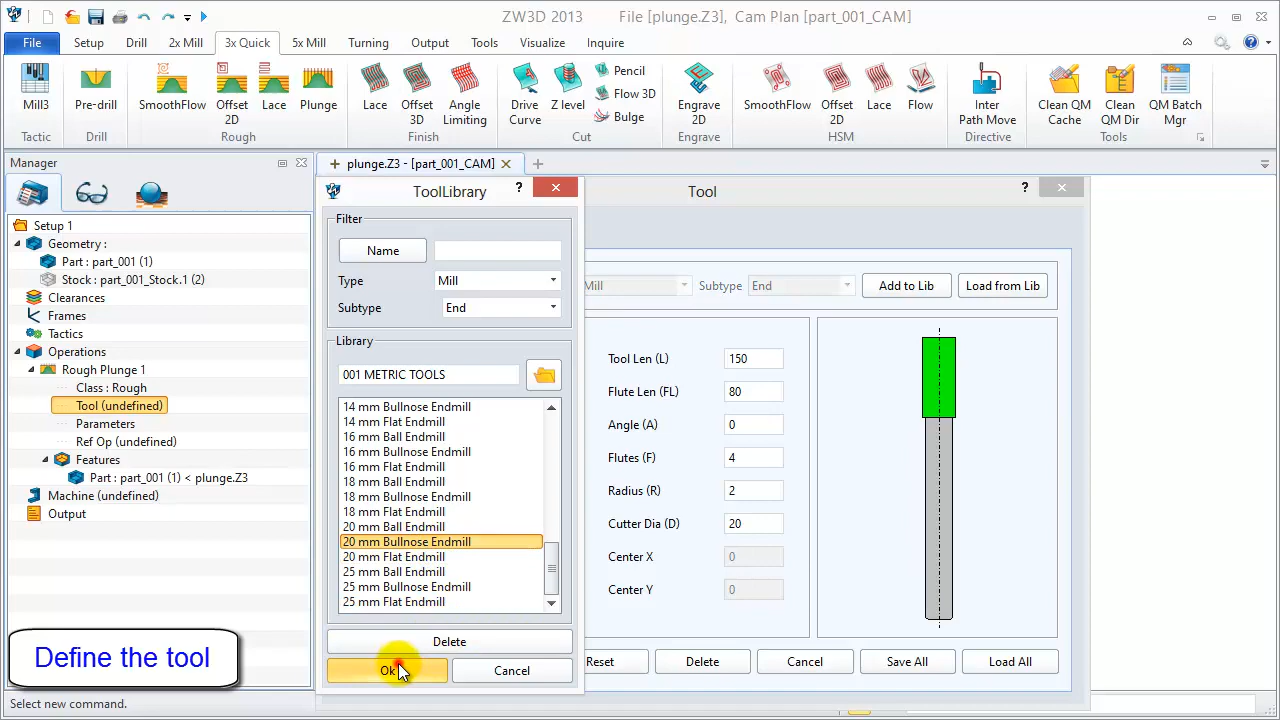 ZW3D 2013 File [plunge.Z3], Cam Plan [part_001_CAM]
File Setup Drill 2x Mill 3x Quick 5x Mill Turning Output Tools Visualize Inquire
Mill3
Tactic
Pre-drill
Drill
SmoothFlow
Offset 2D
Lace
Plunge
Rough
Lace
Offset 3D
Angle Limiting
Finish
Drive Curve
Z level
Pencil
Flow 3D
Bulge
Cut
Engrave 2D
Engrave
SmoothFlow
Offset 2D
Lace
Flow
HSM
Inter Path Move
Directive
Clean QM Cache
Clean QM Dir
QM Batch Mgr
Tools
Manager
plunge.Z3 - [part_001_CAM]
Setup 1
Geometry :
Part : part_001 (1)
Stock : part_001_Stock.1 (2)
Clearances
Frames
Tactics
Operations
Rough Plunge 1
Class : Rough
Tool (undefined)
Parameters
Ref Op (undefined)
Features
Part : part_001 (1) < plunge.Z3
Machine (undefined)
Output
ToolLibrary ?
Filter
Name
Type Mill
Subtype End
Library
001 METRIC TOOLS
14 mm Bullnose Endmill
14 mm Flat Endmill
16 mm Ball Endmill
16 mm Bullnose Endmill
16 mm Flat Endmill
18 mm Ball Endmill
18 mm Bullnose Endmill
18 mm Flat Endmill
20 mm Ball Endmill
20 mm Bullnose Endmill
20 mm Flat Endmill
25 mm Ball Endmill
25 mm Bullnose Endmill
25 mm Flat Endmill
Delete
Ok Cancel
Tool ?
Mill Subtype End Add to Lib Load from Lib
Tool Len (L) 150
Flute Len (FL) 80
Angle (A) 0
Flutes (F) 4
Radius (R) 2
Cutter Dia (D) 20
Center X 0
Center Y 0
Reset Delete Cancel Save All Load All
Define the tool
Select new command.